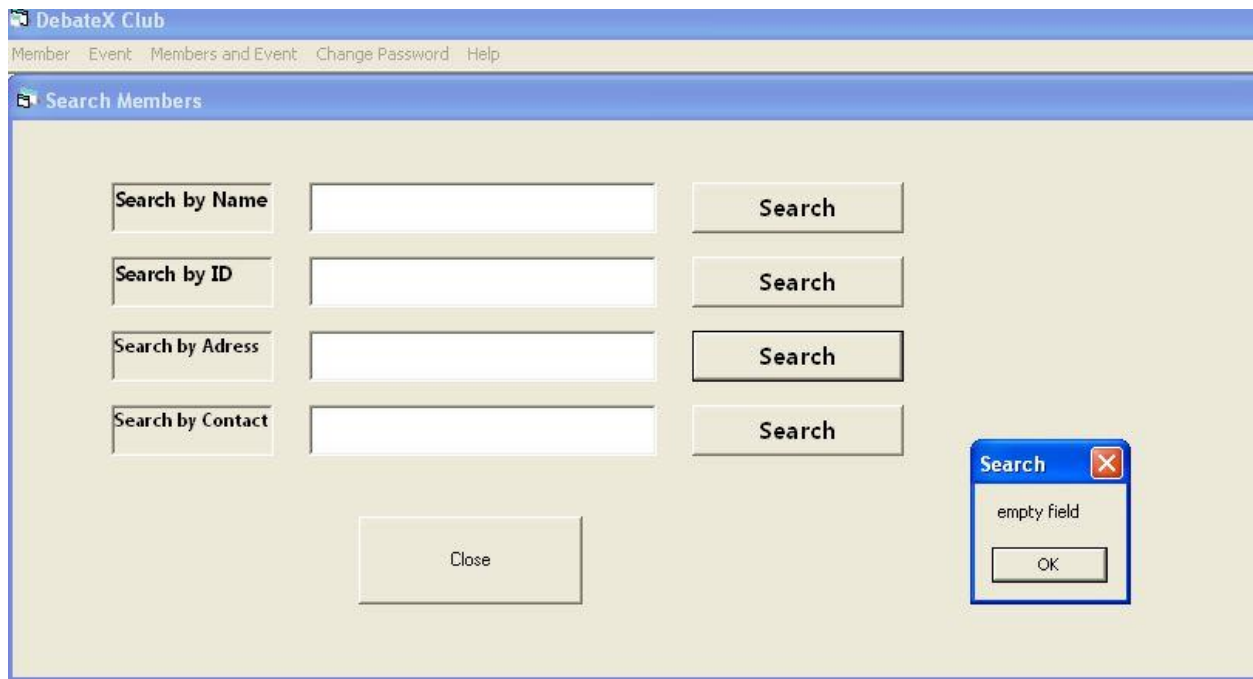 DebateX Club
Member Event Members and Event Change Password Help
Search Members
Search by Name Search
Search by ID Search
Search by Adress Search
Search by Contact Search
Search
empty field
OK
Close